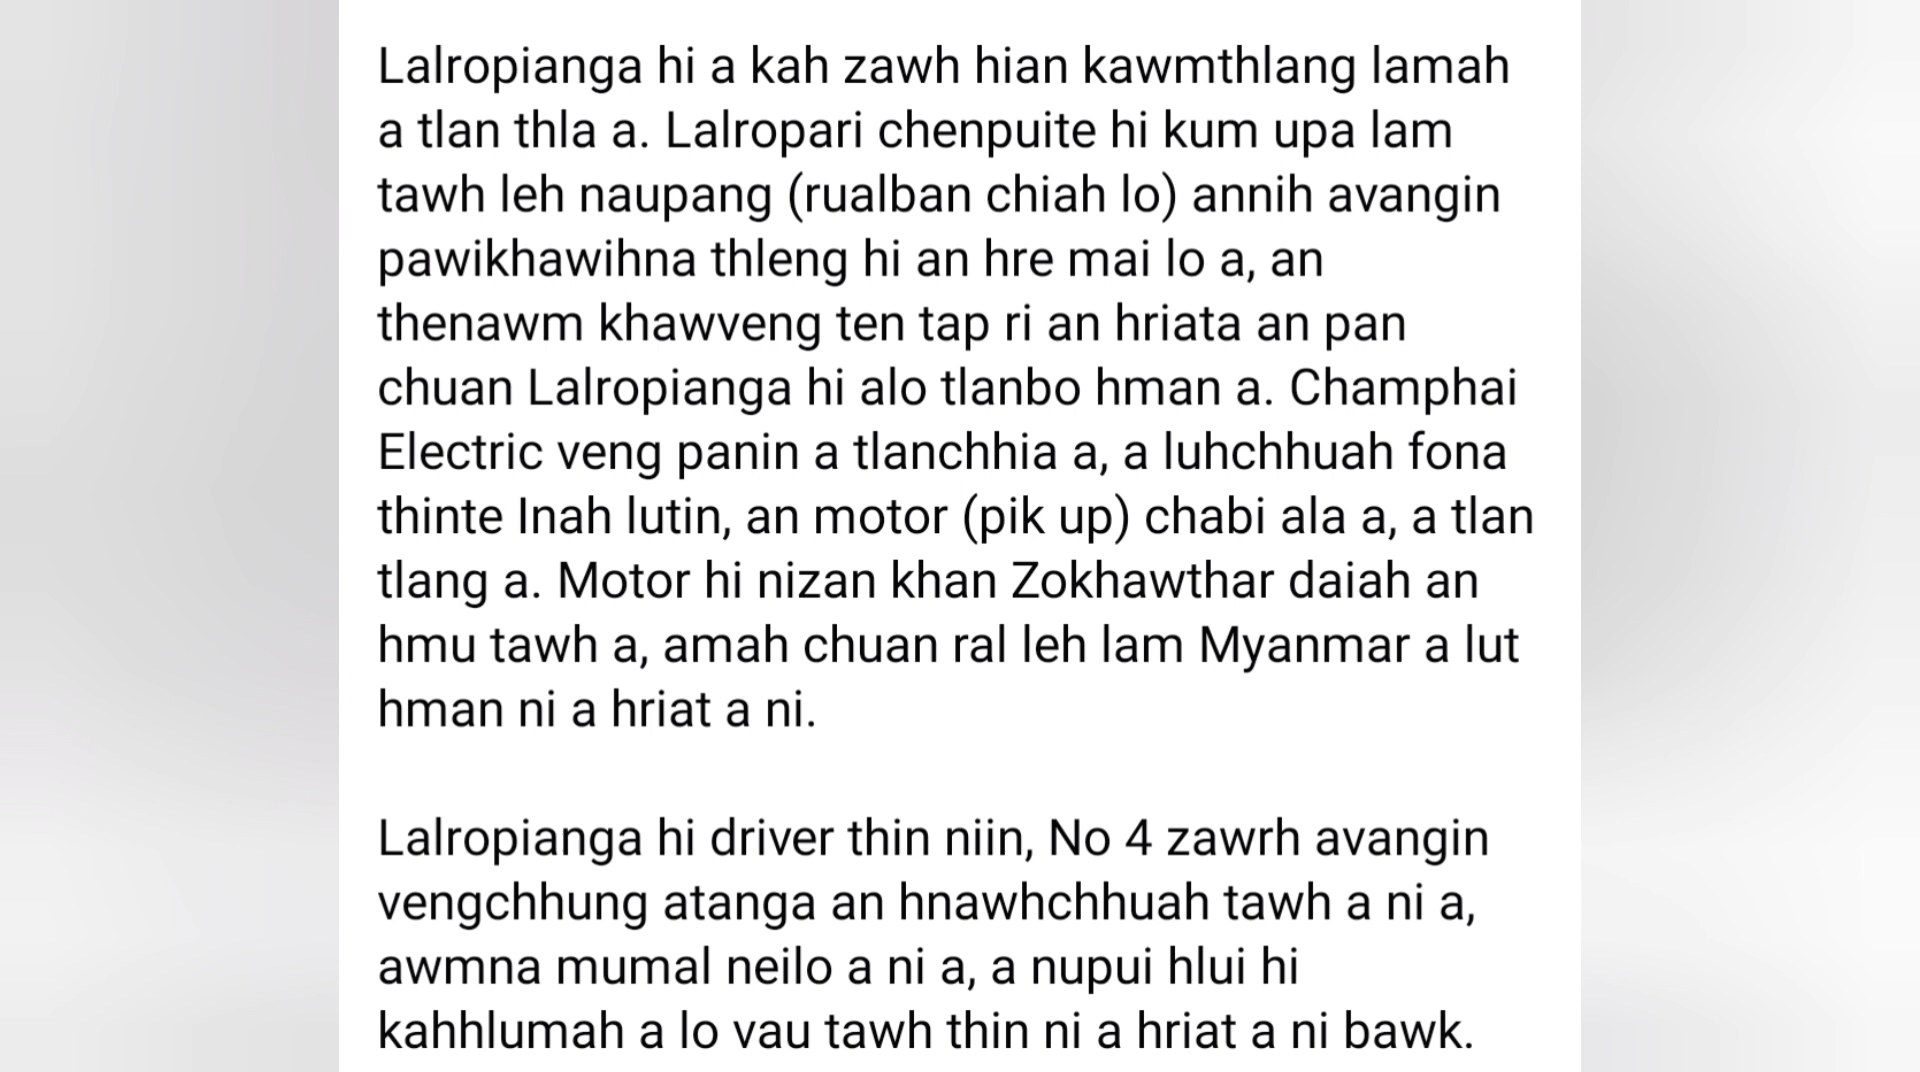 Lalropianga hi a kah zawh hian kawmthlang lamah
a tlan thla a. Lalropari chenpuite hi kum upa lam
tawh leh naupang (rualban chiah lo) annih avangin
pawikhawihna thleng hi an hre mai lo a, an
thenawm khawveng ten tap ri an hriata an pan
chuan Lalropianga hi alo tlanbo hman a. Champhai
Electric veng panin a tlanchhia a, a luhchhuah fona
thinte Inah lutin, an motor (pik up) chabi ala a, a tlan
tlang a. Motor hi nizan khan Zokhawthar daiah an
hmu tawh a, amah chuan ral leh lam Myanmar a lut
hman ni a hriat a ni.
Lalropianga hi driver thin niin, No 4 zawrh avangin
vengchhung atanga an hnawhchhuah tawh a ni a,
awmna mumal neilo a ni a, a nupui hlui hi
kahhlumah a lo vau tawh thin ni a hriat a ni bawk.